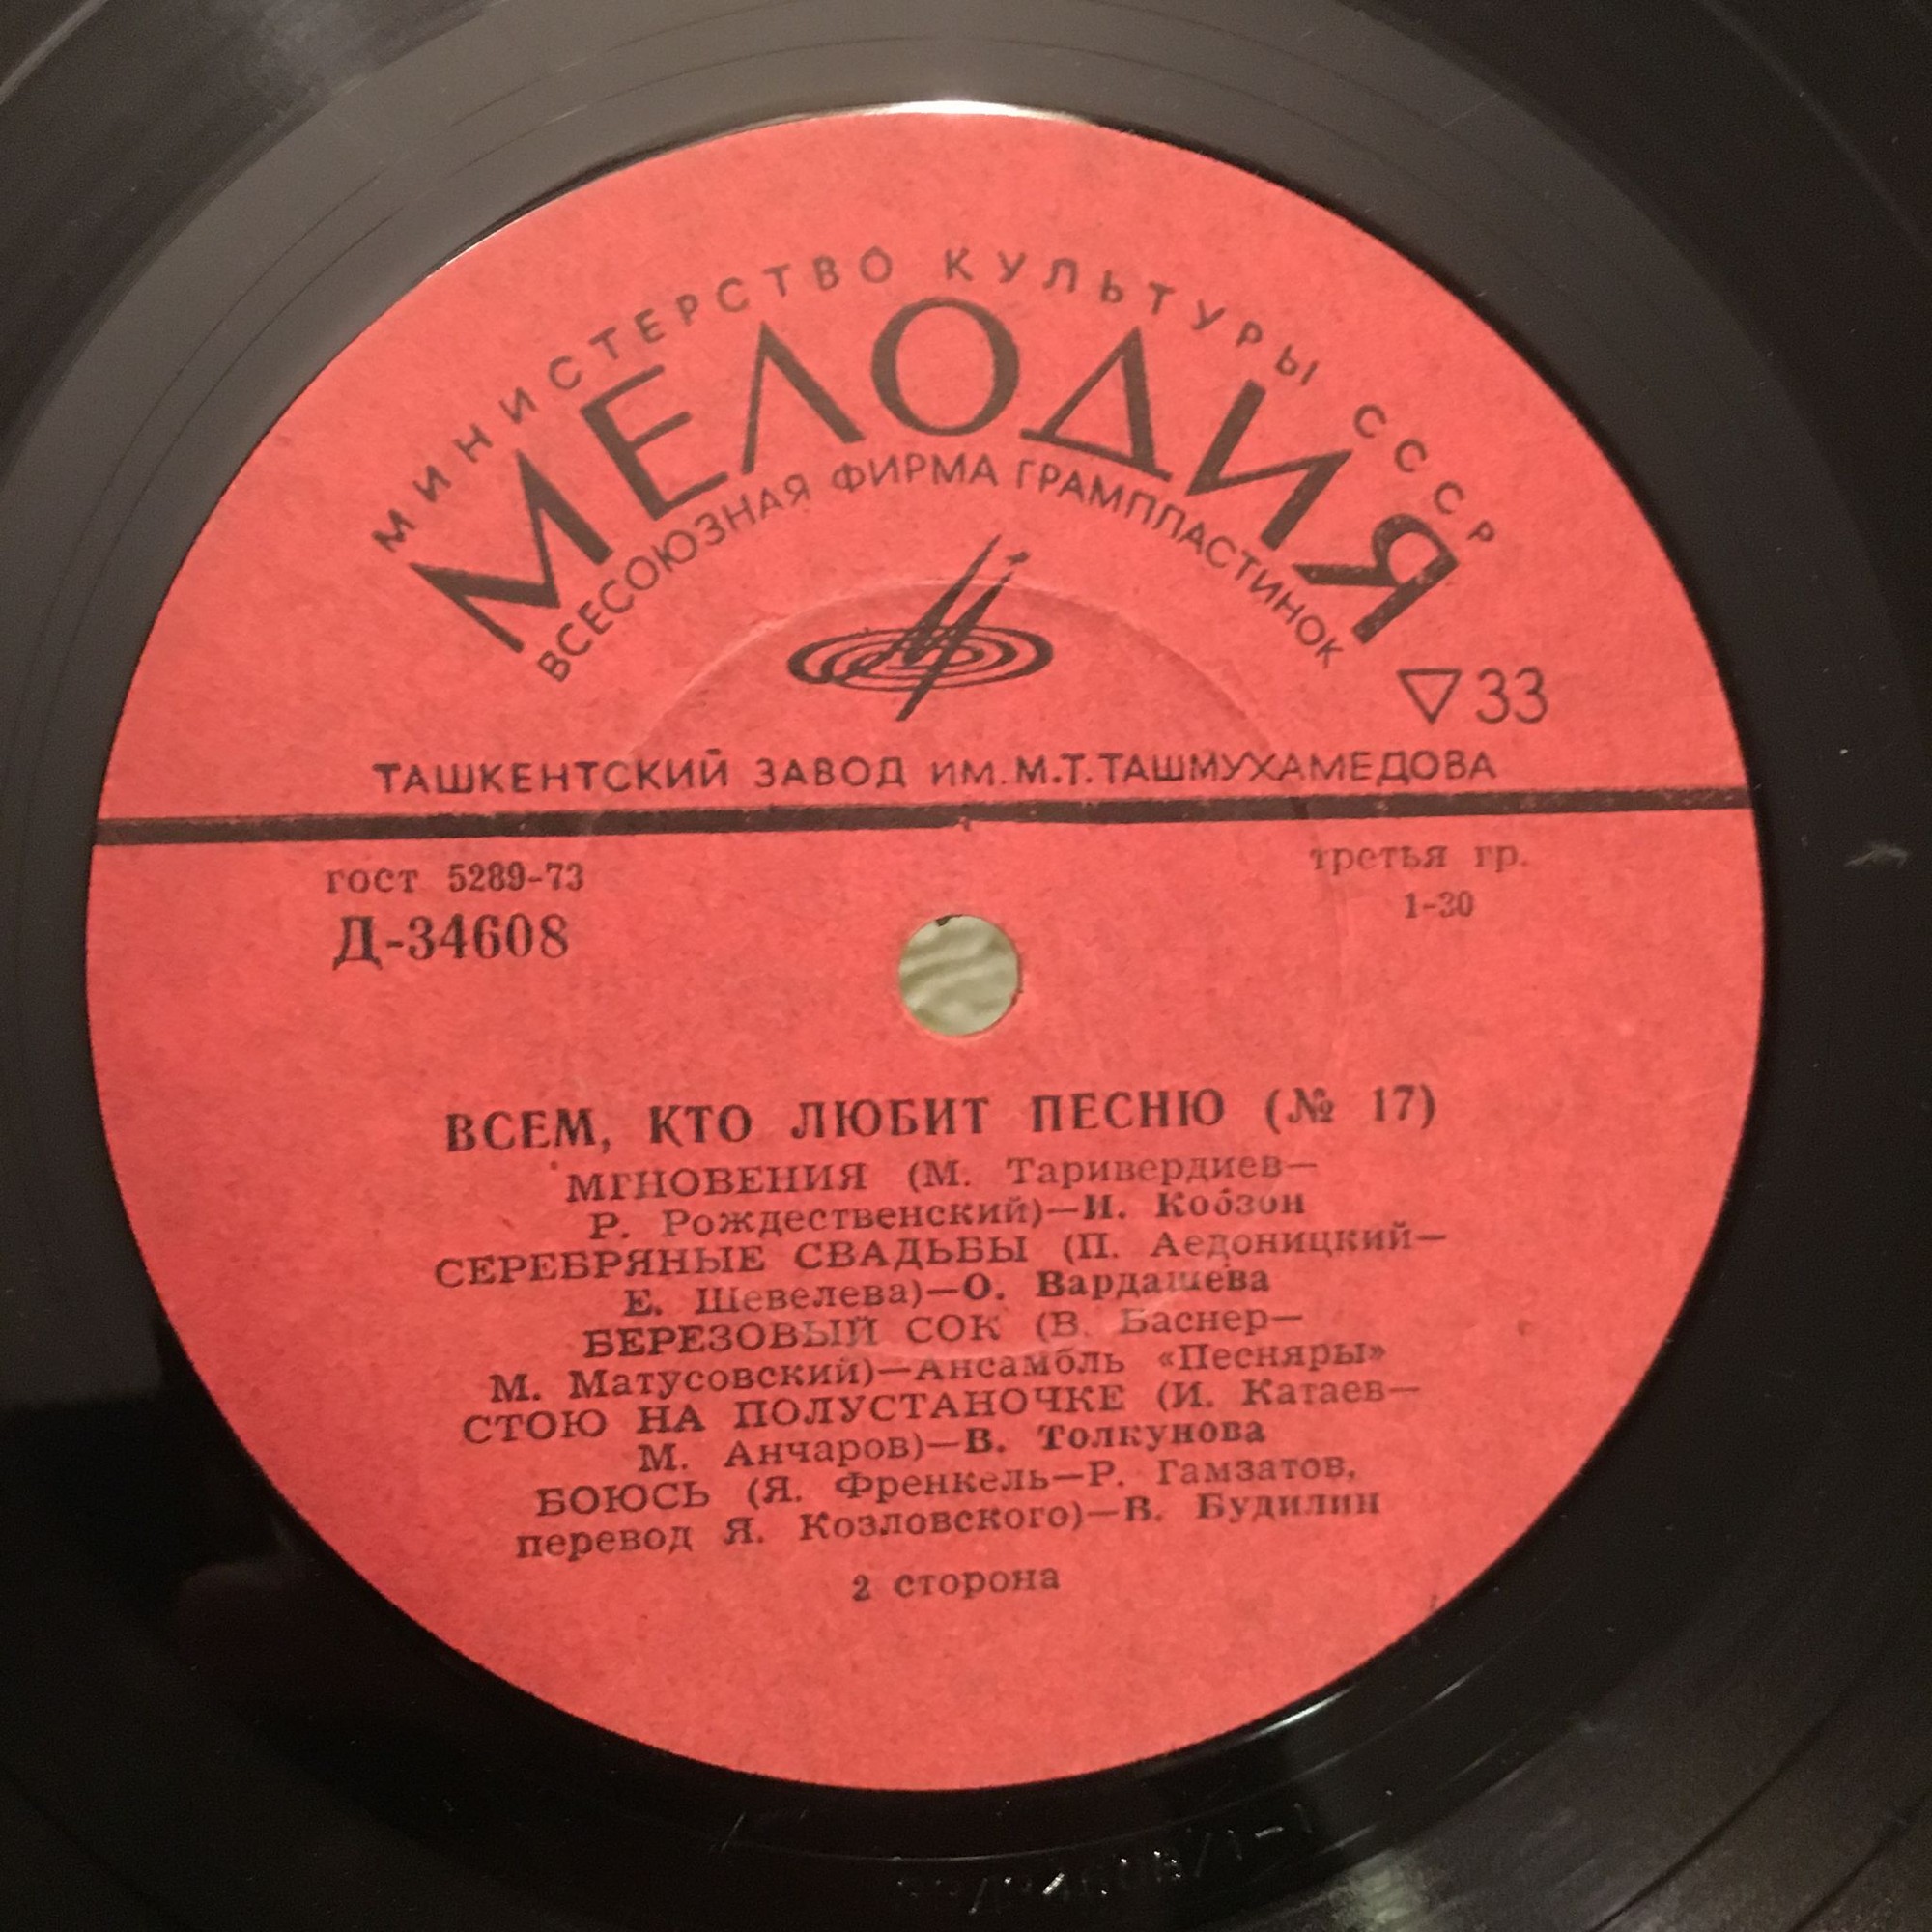 МИНИСТЕРСТВО КУЛЬТУРЫ СССР
МЕЛОДИЯ
ВСЕСОЮЗНАЯ ФИРМА ГРАМПЛАСТИНОК
33
ТАШКЕНТСКИЙ ЗАВОД ИМ. М.Т. ТАШМУХАМЕДОВА
гост 5289-73
третья гр.
Д-34608
1-30
ВСЕМ, КТО ЛЮБИТ ПЕСНЮ (№ 17)
МГНОВЕНИЯ (М. Таривердиев—
Р. Рождественский)—И. Кобзон
СЕРЕБРЯНЫЕ СВАДЬБЫ (П. Аедоницкий—
Е. Шевелева)—О. Вардашева
БЕРЕЗОВЫЙ СОК (В. Баснер—
М. Матусовский)—Ансамбль «Песняры»
СТОЮ НА ПОЛУСТАНОЧКЕ (И. Катаев—
М. Анчаров)—В. Толкунова
БОЮСЬ (Я. Френкель—Р. Гамзатов,
перевод Я. Козловского)—В. Будилин
2 сторона